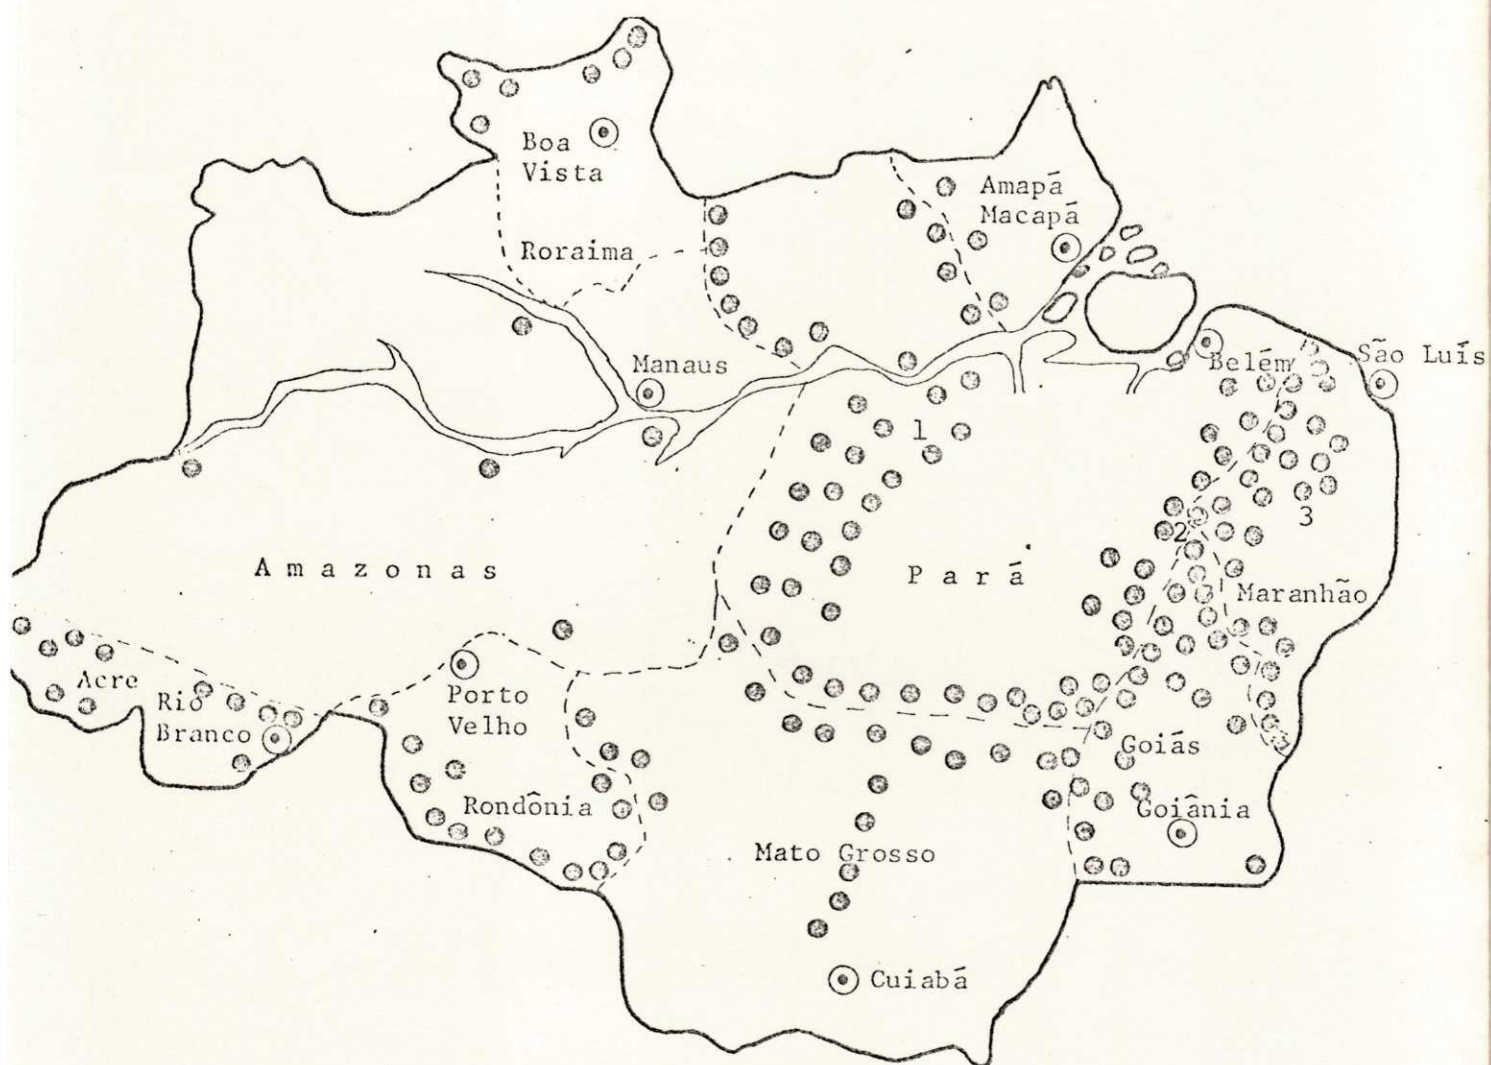 Boa
Vista
Roraima
Amapá
Macapá
Manaus
Belém
São Luís
1
2
3
Amazonas
Pará
Maranhão
Acre
Rio
Branco
Porto
Velho
Rondônia
Goiás
Goiânia
Mato Grosso
Cuiabá